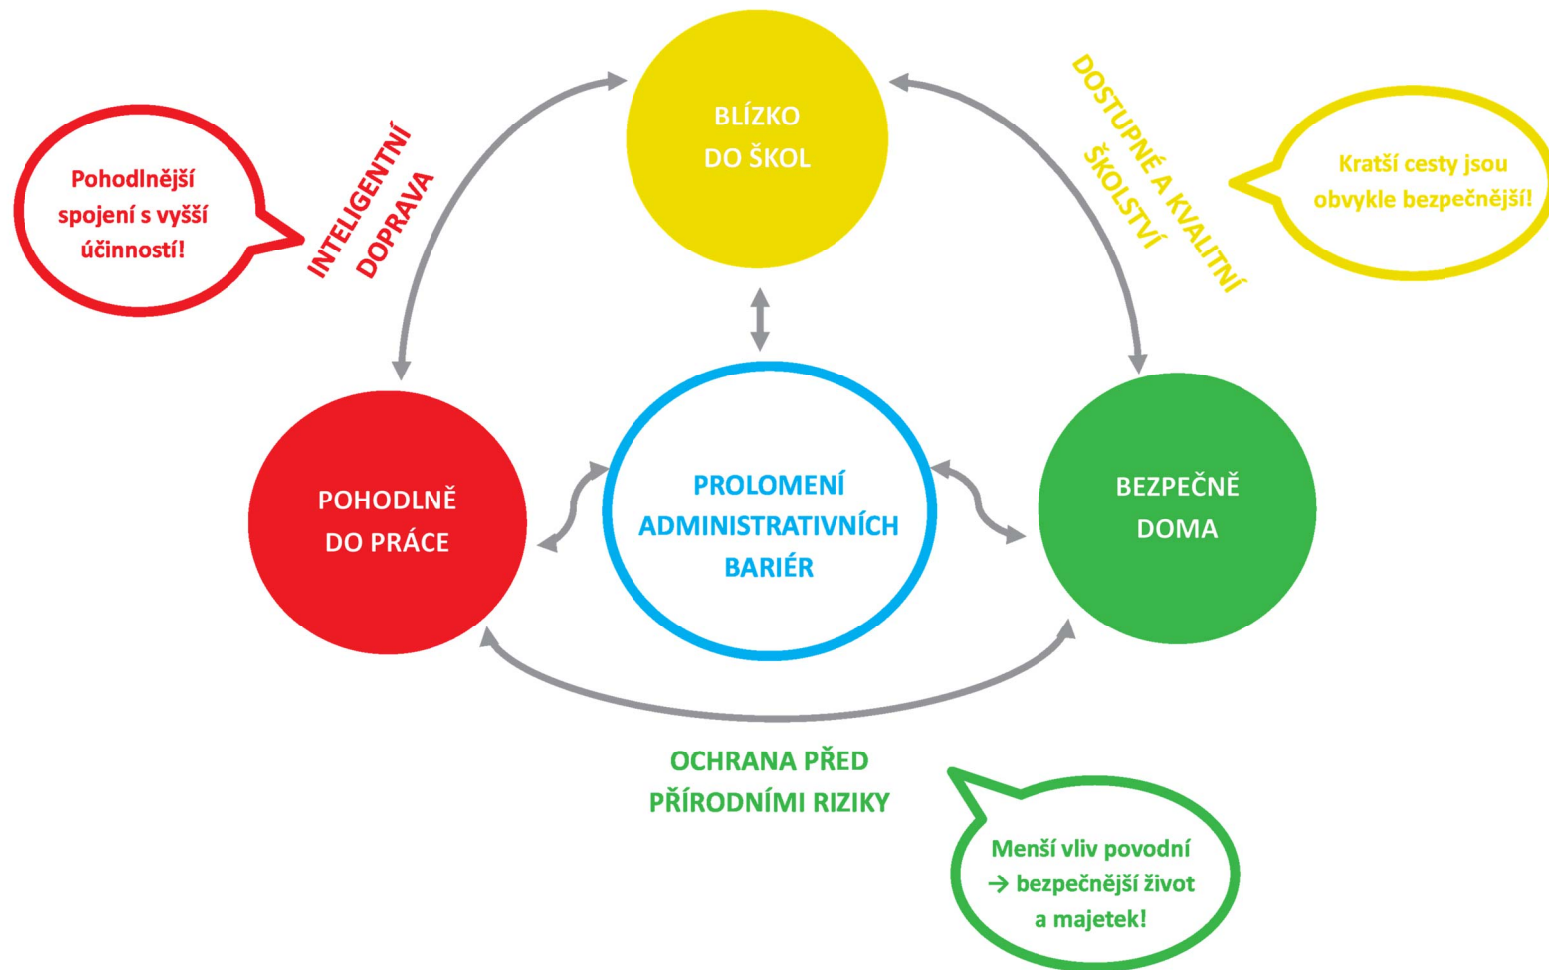 BLÍZKO
DO ŠKOL
DOSTUPNÉ A KVALITNÍ
ŠKOLSTVÍ
Kratší cesty jsou
obvykle bezpečnější!
INTELIGENTNÍ
DOPRAVA
Pohodlnější
spojení s vyšší
účinností!
POHODLNĚ
DO PRÁCE
PROLOMENÍ
ADMINISTRATIVNÍCH
BARIÉR
BEZPEČNĚ
DOMA
OCHRANA PŘED
PŘÍRODNÍMI RIZIKY
Menší vliv povodní
→ bezpečnější život
a majetek!